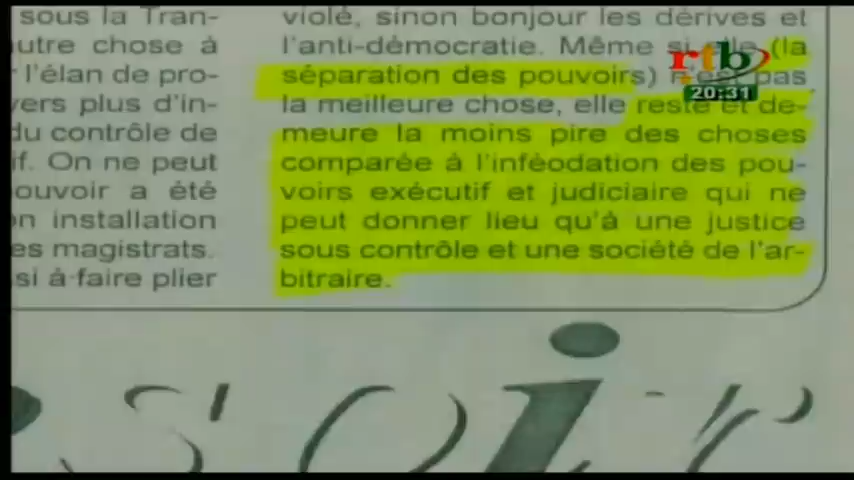 sous la Tran-
utre chose à
r l'élan de pro-
vers plus d'in-
du contrôle de
if. On ne peut
ouvoir a été
on installation
es magistrats.
si à faire plier
violé, sinon bonjour les dérives et
l'anti-démocratie. Même si elle (la
séparation des pouvoirs) n'est pas
la meilleure chose, elle reste et de-
meure la moins pire des choses
comparée à l'inféodation des pou-
voirs exécutif et judiciaire qui ne
peut donner lieu qu'à une justice
sous contrôle et une société de l'ar-
bitraire.
rtb
20:31
soir